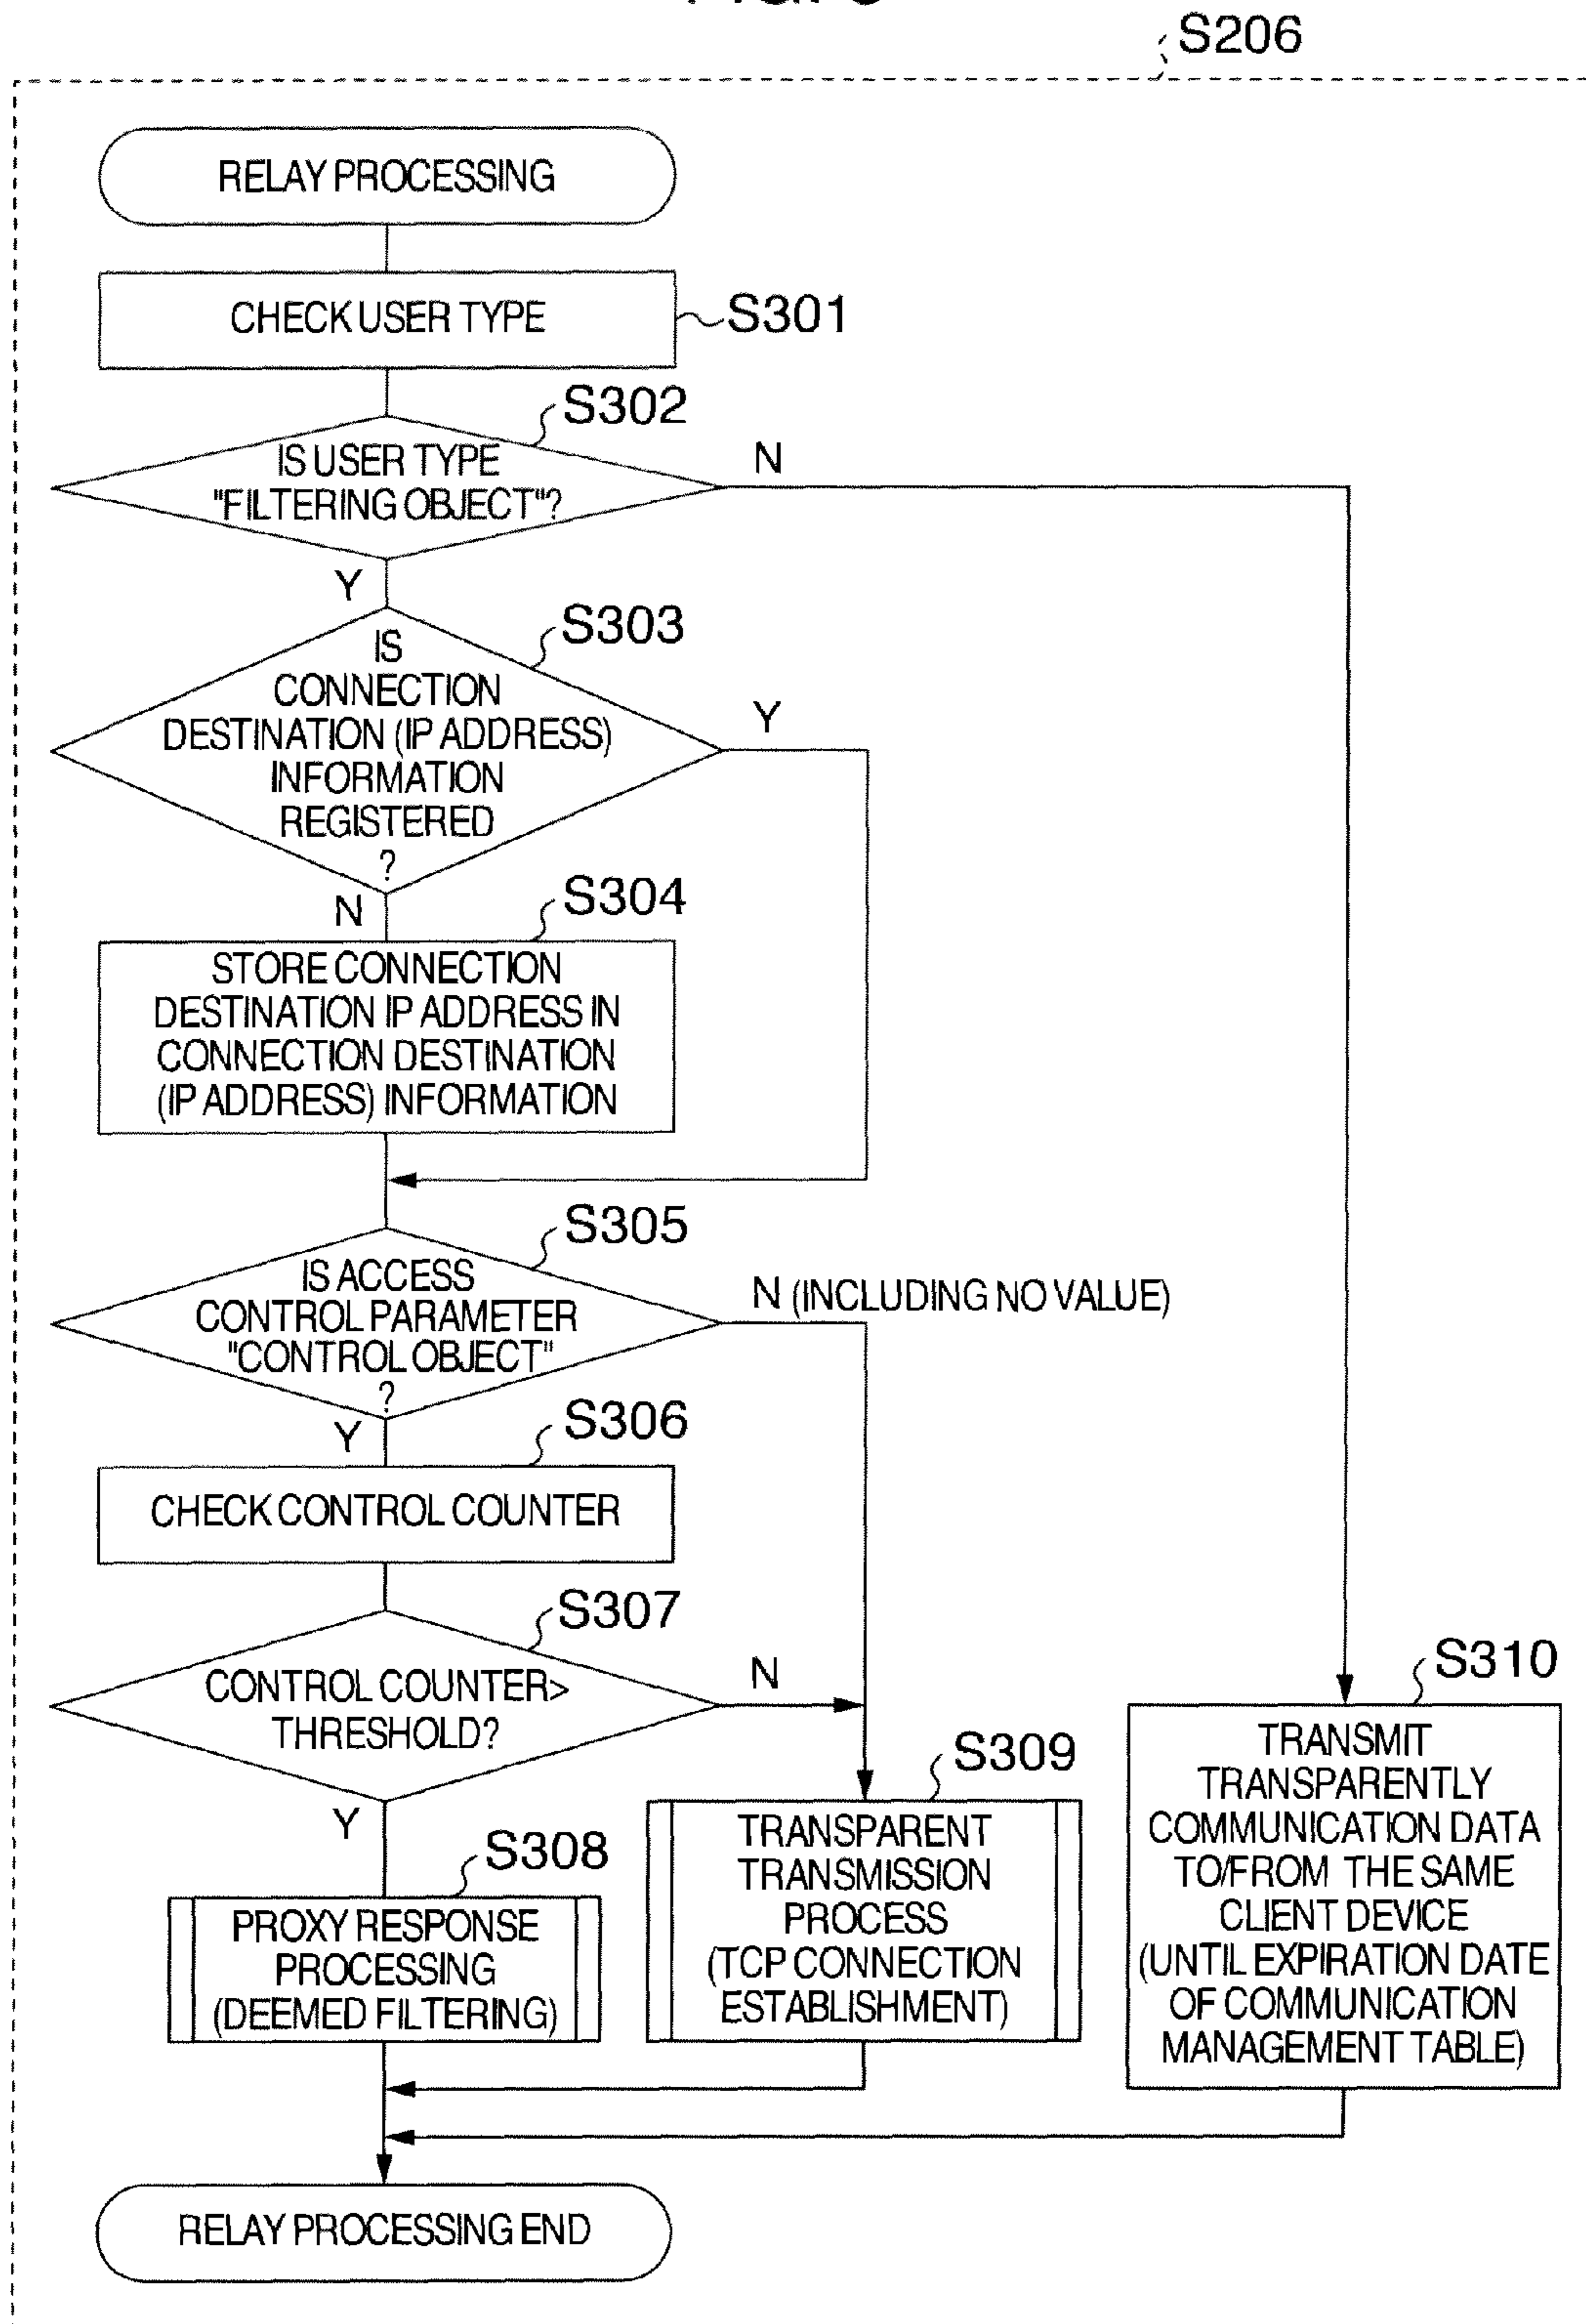 S206
RELAY PROCESSING
CHECK USER TYPE
S301
S302
IS USER TYPE
"FILTERING OBJECT"?
N
Y
S303
IS
CONNECTION
DESTINATION (IP ADDRESS)
INFORMATION
REGISTERED
?
Y
N
S304
STORE CONNECTION
DESTINATION IP ADDRESS IN
CONNECTION DESTINATION
(IP ADDRESS) INFORMATION
S305
IS ACCESS
CONTROL PARAMETER
"CONTROL OBJECT"
?
N (INCLUDING NO VALUE)
Y
S306
CHECK CONTROL COUNTER
S307
CONTROL COUNTER>
THRESHOLD?
N
Y
S308
PROXY RESPONSE
PROCESSING
(DEEMED FILTERING)
S309
TRANSPARENT
TRANSMISSION
PROCESS
(TCP CONNECTION
ESTABLISHMENT)
S310
TRANSMIT
TRANSPARENTLY
COMMUNICATION DATA
TO/FROM THE SAME
CLIENT DEVICE
(UNTIL EXPIRATION DATE
OF COMMUNICATION
MANAGEMENT TABLE)
RELAY PROCESSING END